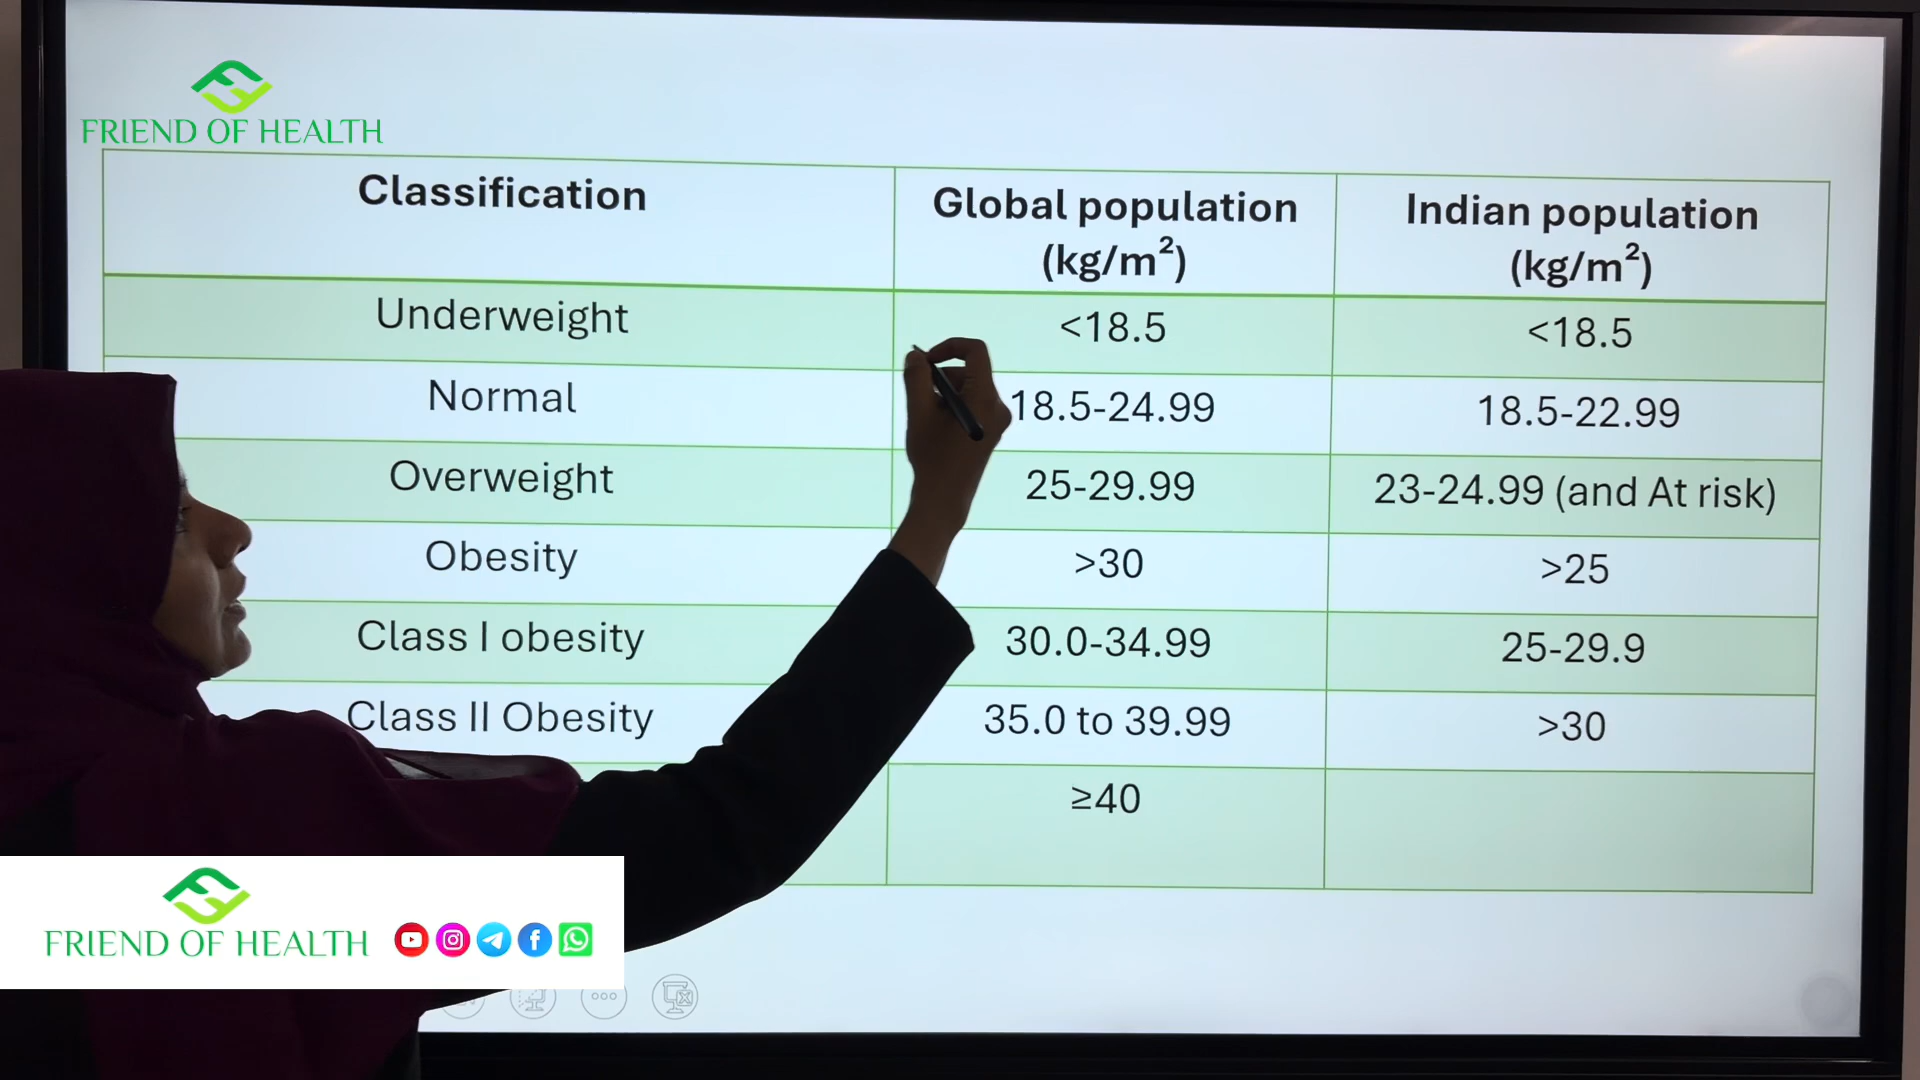 FRIEND OF HEALTH
Classification
Global population
(kg/m²)
Indian population
(kg/m²)
Underweight
<18.5
<18.5
Normal
18.5-24.99
18.5-22.99
Overweight
25-29.99
23-24.99 (and At risk)
Obesity
>30
>25
Class I obesity
30.0-34.99
25-29.9
Class II Obesity
35.0 to 39.99
>30
≥40
FRIEND OF HEALTH